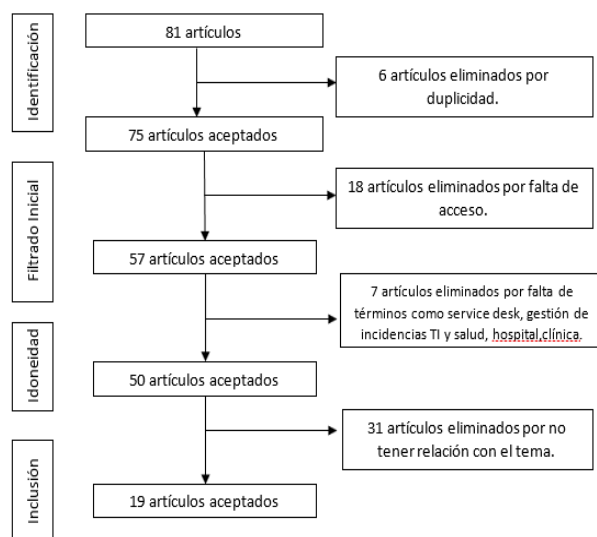 Identificación
81 artículos
6 artículos eliminados por
duplicidad.
75 artículos aceptados
Filtrado Inicial
18 artículos eliminados por falta de
acceso.
57 artículos aceptados
7 artículos eliminados por falta de
términos como service desk, gestión de
incidencias TI y salud, hospital,clínica.
Idoneidad
50 artículos aceptados
31 artículos eliminados por no
tener relación con el tema.
Inclusión
19 artículos aceptados